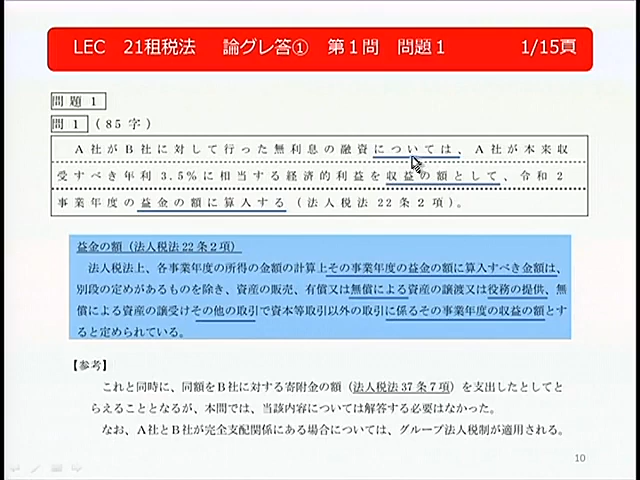 LEC 21租税法 論グレ答① 第１問 問題１ 1/15頁
問題１
問１（85字）
Ａ社がＢ社に対して行った無利息の融資については、Ａ社が本来収
受すべき年利3.5％に相当する経済的利益を収益の額として、令和２
事業年度の益金の額に算入する（法人税法22条２項）。
益金の額（法人税法22条２項）
法人税法上、各事業年度の所得の金額の計算上その事業年度の益金の額に算入すべき金額は、
別段の定めがあるものを除き、資産の販売、有償又は無償による資産の譲渡又は役務の提供、無
償による資産の譲受けその他の取引で資本等取引以外の取引に係るその事業年度の収益の額とす
ると定められている。
【参考】
これと同時に、同額をＢ社に対する寄附金の額（法人税法37条７項）を支出したとしてと
らえることとなるが、本問では、当該内容については解答する必要はなかった。
なお、Ａ社とＢ社が完全支配関係にある場合については、グループ法人税制が適用される。
10